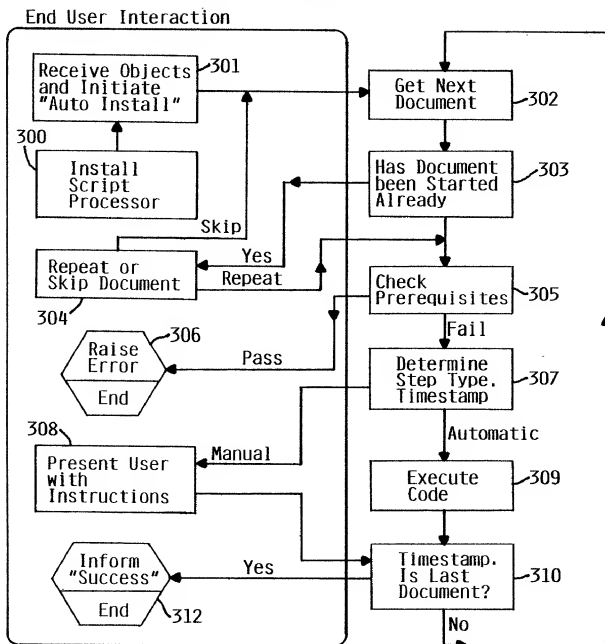 End User Interaction
Receive Objects
and Initiate
"Auto Install"
301
Get Next
Document
302
300
Install
Script
Processor
Has Document
been Started
Already
303
Skip
Yes
Repeat or
Skip Document
Repeat
304
Check
Prerequisites
305
306
Raise
Error
End
Pass
Fail
Determine
Step Type.
Timestamp
307
308
Manual
Automatic
Present User
with
Instructions
Execute
Code
309
Inform
"Success"
End
312
Yes
Timestamp.
Is Last
Document?
310
No